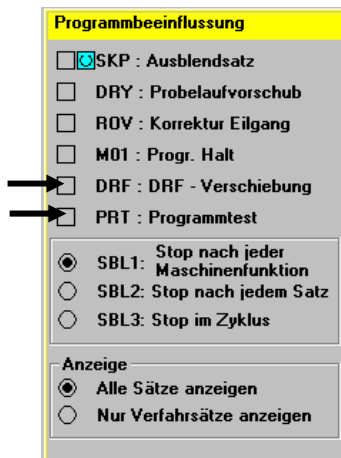 Programmbeeinflussung
SKP : Ausblendsatz
DRY : Probelaufvorschub
ROV : Korrektur Eilgang
M01 : Progr. Halt
DRF : DRF - Verschiebung
PRT : Programmtest
SBL1: Stop nach jeder
Maschinenfunktion
SBL2: Stop nach jedem Satz
SBL3: Stop im Zyklus
Anzeige
Alle Sätze anzeigen
Nur Verfahrsätze anzeigen